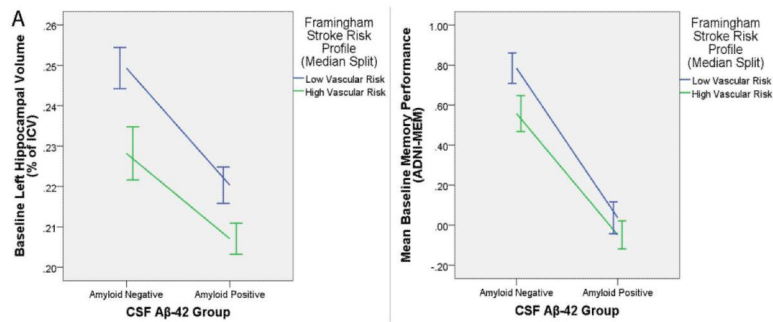 A
Baseline Left Hippocampal Volume
(% of ICV)
.26
.25
.24
.23
.22
.21
.20
Amyloid Negative
Amyloid Positive
CSF Aβ-42 Group
Framingham
Stroke Risk
Profile
(Median Split)
Low Vascular Risk
High Vascular Risk
Mean Baseline Memory Performance
(ADNI-MEM)
1.00
.80
.60
.40
.20
.00
-.20
Amyloid Negative
Amyloid Positive
CSF Aβ-42 Group
Framingham
Stroke Risk
Profile
(Median Split)
Low Vascular Risk
High Vascular Risk